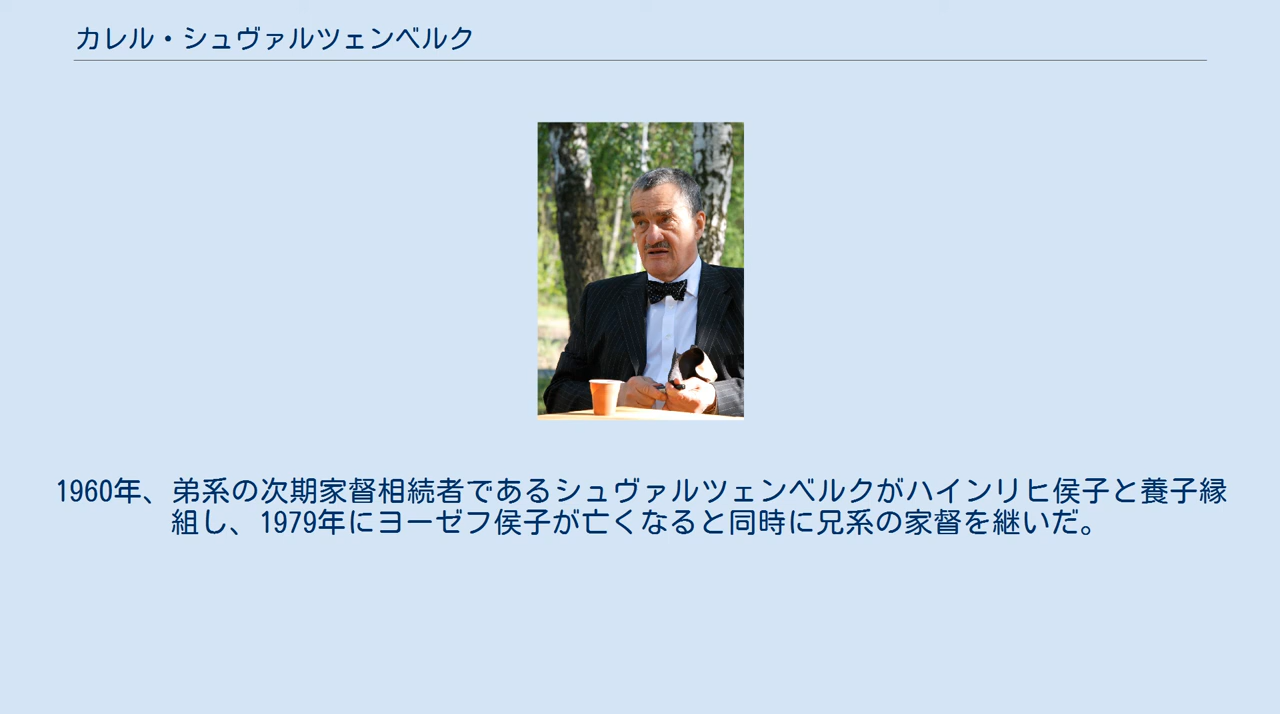 カレル・シュヴァルツェンベルク
1960年、弟系の次期家督相続者であるシュヴァルツェンベルクがハインリヒ侯子と養子縁
組し、1979年にヨーゼフ侯子が亡くなると同時に兄系の家督を継いだ。